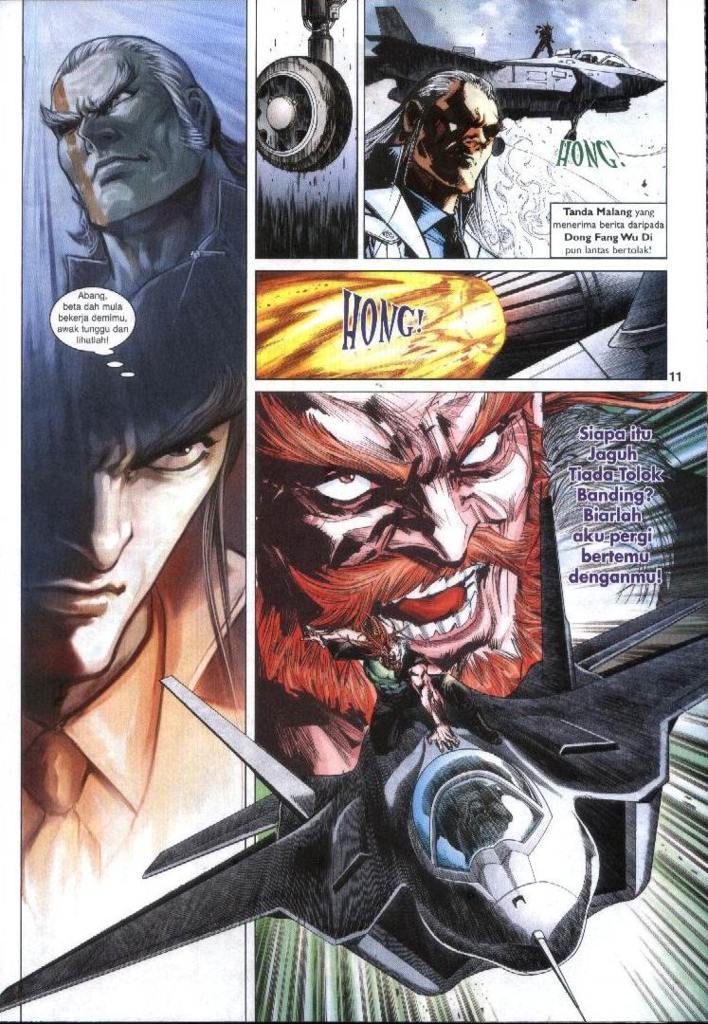 HONG!
Tanda Malang yang
menerima berita daripada
Dong Fang Wu Di
pun lantas bertolak!
Abang,
beta dah mula
bekerja demimu,
awak tunggu dan
lihatlah!
HONG!
11
Siapa itu
Jaguh
Tiada Tolok
Banding?
Biarlah
aku pergi
bertemu
denganmu!